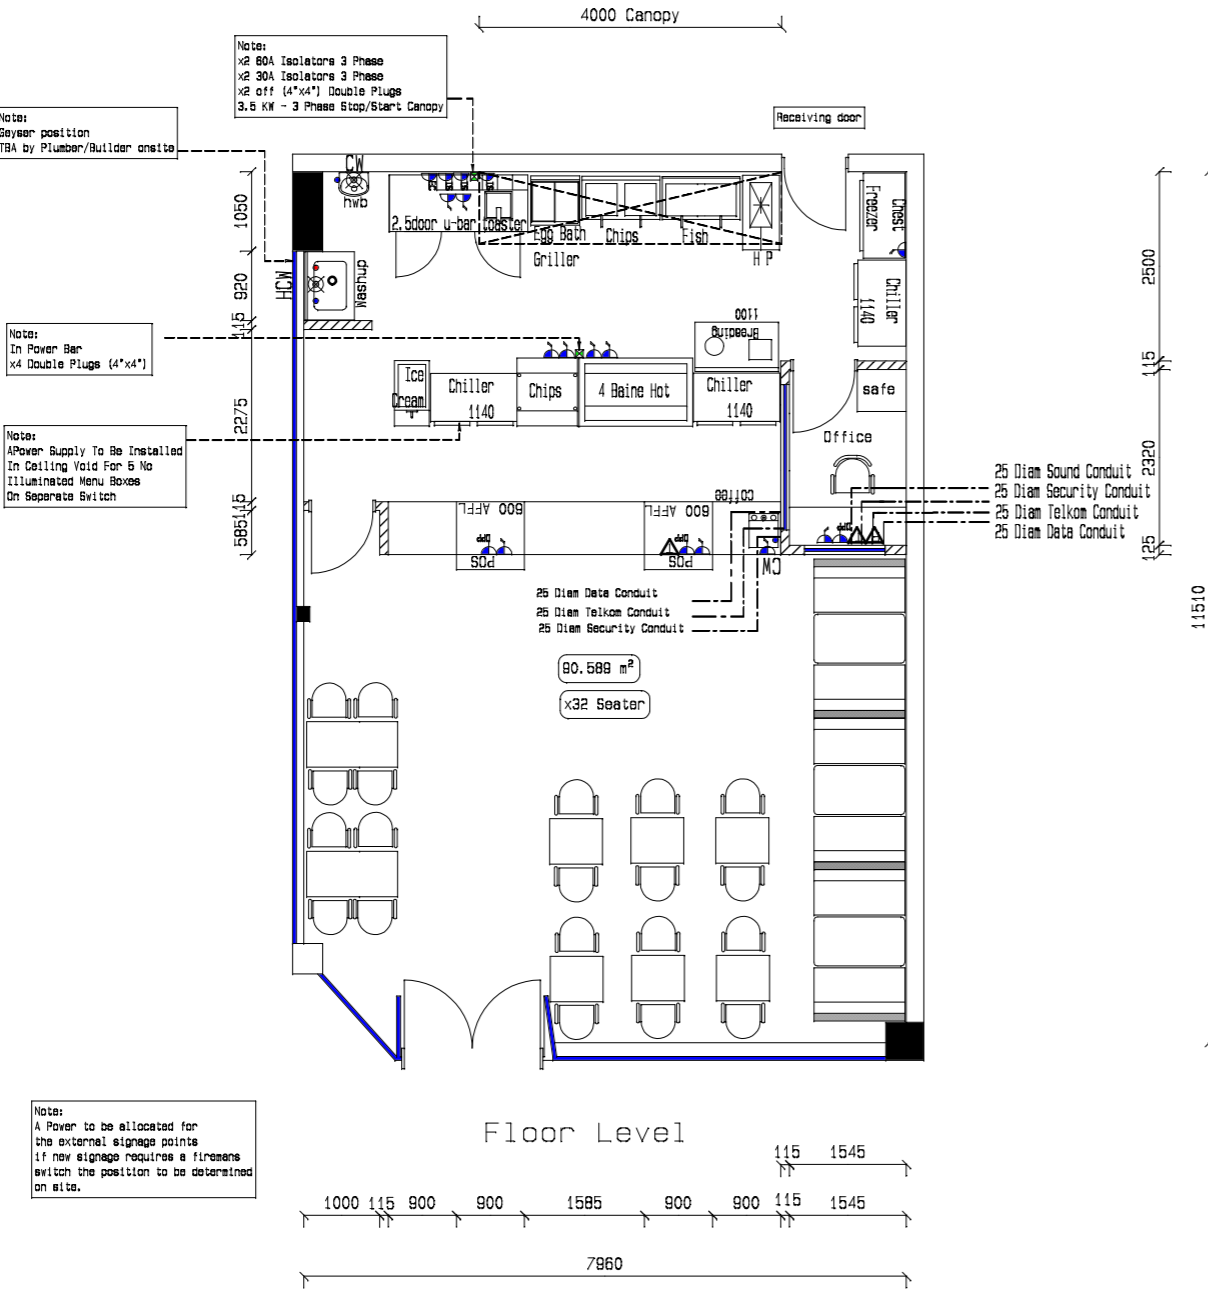 4000 Canopy
Note:
x2 60A Isolators 3 Phase
x2 30A Isolators 3 Phase
x2 off (4"x4") Double Plugs
3.5 KW - 3 Phase Stop/Start Canopy
Receiving door
Note:
Geyser position
TBA by Plumber/Builder onsite
CW
hwb
2.5door u-bar toaster
Egg Bath
Griller
Chips
Fish
H P
Chest
Freezer
Chiller
1140
1050
920
115
2275
115
585
HCW
Washup
2500
115
2320
125
11510
Note:
In Power Bar
x4 Double Plugs (4"x4")
1100
Breading
Ice
Cream
Chiller
1140
Chips
4 Baine Hot
Chiller
1140
safe
Office
Note:
APower Supply To Be Installed
In Ceiling Void For 5 No
Illuminated Menu Boxes
On Separate Switch
25 Diam Sound Conduit
25 Diam Security Conduit
25 Diam Telkom Conduit
25 Diam Data Conduit
coffee
600 AFFL
600 AFFL
POS
POS
CW
25 Diam Data Conduit
25 Diam Telkom Conduit
25 Diam Security Conduit
90.589 m²
x32 Seater
Note:
A Power to be allocated for
the external signage points
if new signage requires a firemans
switch the position to be determined
on site.
Floor Level
115 1545
1000 115 900 900 1585 900 900 115 1545
7960